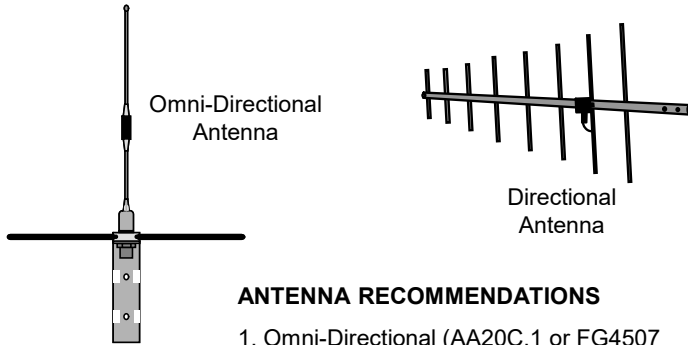 Omni-Directional
Antenna
Directional
Antenna
ANTENNA RECOMMENDATIONS
1. Omni-Directional (AA20C.1 or FG4507